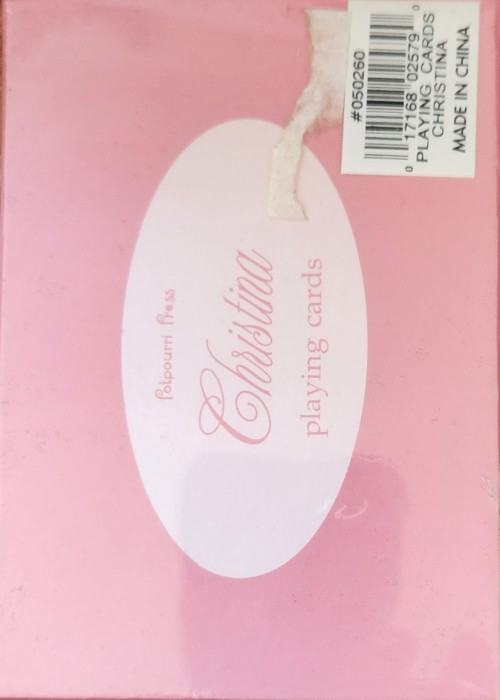 Potpourri Press
Christina
playing cards
#050260
0 17168 02579 0
PLAYING CARDS
CHRISTINA
MADE IN CHINA